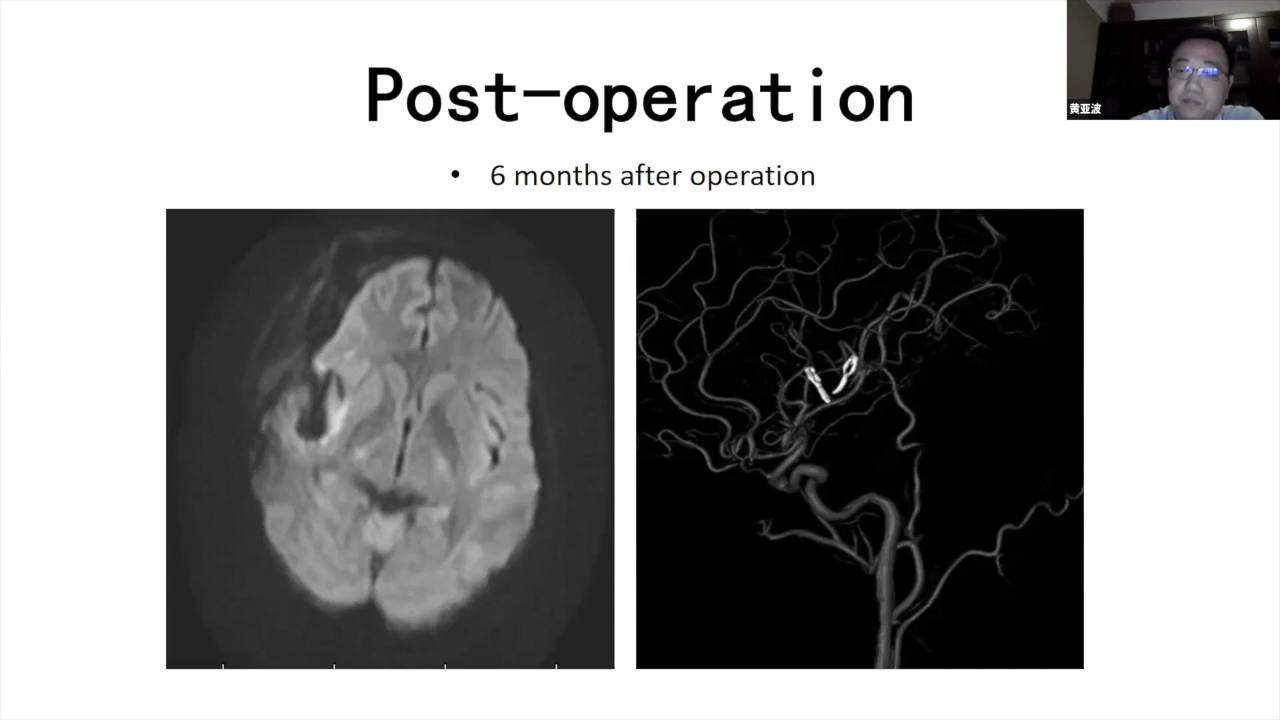 Post-operation
• 6 months after operation
黄亚波